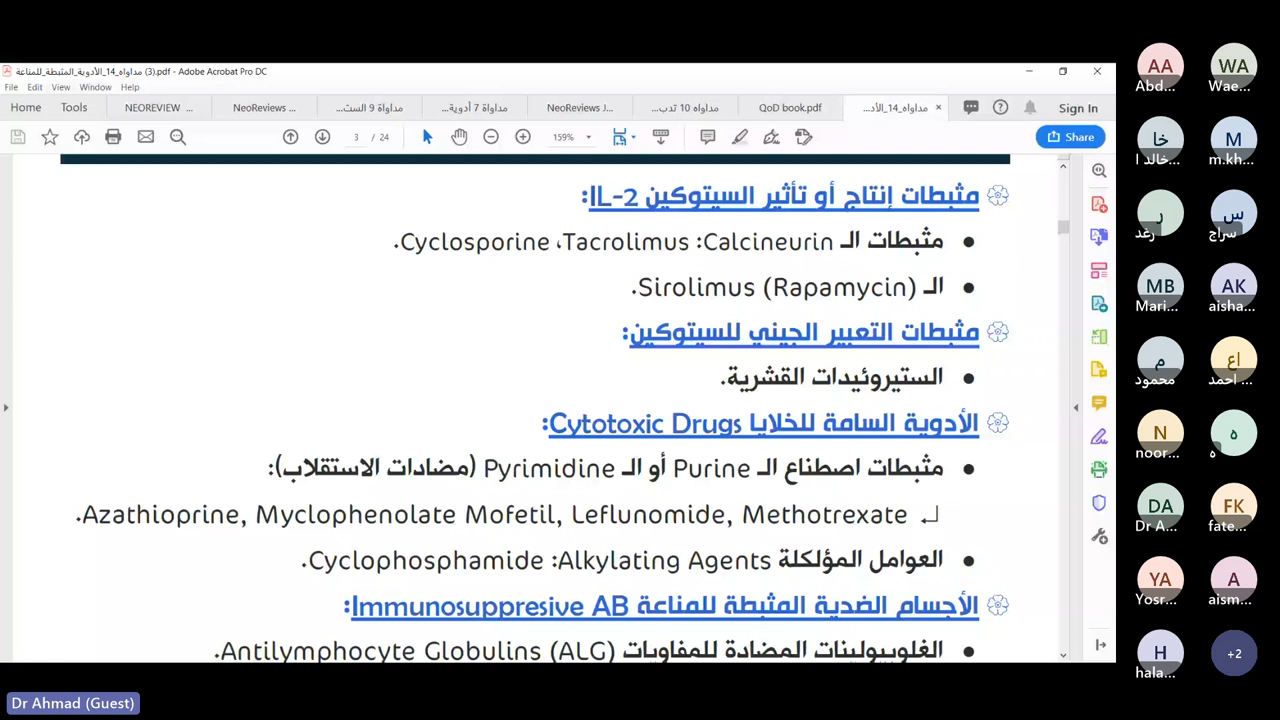 مداواه_14_الأدوية_المثبطة_للمناعة (3).pdf - Adobe Acrobat Pro DC
File Edit View Window Help
Home Tools NEOREVIEW ... NeoReviews ... مداواة 9 الست... مداواة 7 أدوية... NeoReviews J... مداواه 10 تدب... QoD book.pdf مداواه_14_الأد... × Sign In
3 / 24 159% Share
مثبطات إنتاج أو تأثير السيتوكين IL-2:
• مثبطات الـ Calcineurin: Tacrolimus، Cyclosporine.
• الـ Sirolimus (Rapamycin).
مثبطات التعبير الجيني للسيتوكين:
• الستيروئيدات القشرية.
الأدوية السامة للخلايا Cytotoxic Drugs:
• مثبطات اصطناع الـ Purine أو الـ Pyrimidine (مضادات الاستقلاب):
Azathioprine, Myclophenolate Mofetil, Leflunomide, Methotrexate.
• العوامل المؤلكلة Alkylating Agents: Cyclophosphamide.
الأجسام الضدية المثبطة للمناعة Immunosuppresive AB:
• الغلوبيولينات المضادة للمفاويات Antilymphocyte Globulins (ALG).
AA WA
Abd... Wae...
خا M
خالد ا... m.kh...
ر س
رغد سراج
MB AK
Mari... aisha...
م اع
محمود احمد ...
N ه
noor... ه
DA FK
Dr A... fate...
YA A
Yosr... aism...
H +2
hala...
Dr Ahmad (Guest)